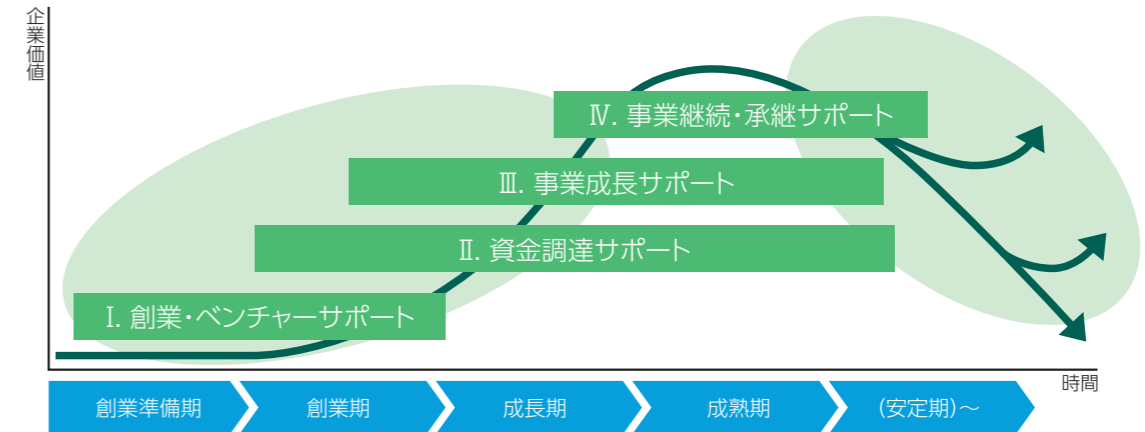 企業価値
Ⅳ. 事業継続・承継サポート
Ⅲ. 事業成長サポート
Ⅱ. 資金調達サポート
Ⅰ. 創業・ベンチャーサポート
時間
創業準備期
創業期
成長期
成熟期
(安定期)～